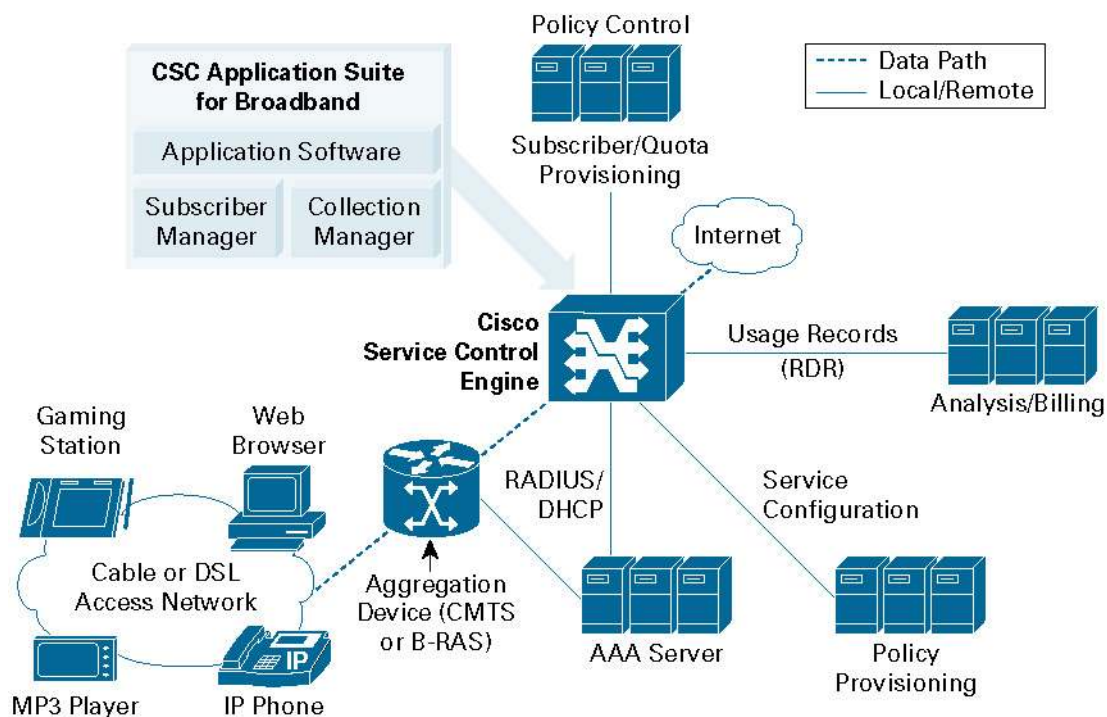 Policy Control
CSC Application Suite
for Broadband
Application Software
Subscriber
Manager
Collection
Manager
Data Path
Local/Remote
Subscriber/Quota
Provisioning
Internet
Cisco
Service Control
Engine
Usage Records
(RDR)
Analysis/Billing
Gaming
Station
Web
Browser
RADIUS/
DHCP
Service
Configuration
Cable or DSL
Access Network
Aggregation
Device (CMTS
or B-RAS)
AAA Server
Policy
Provisioning
MP3 Player
IP
IP Phone